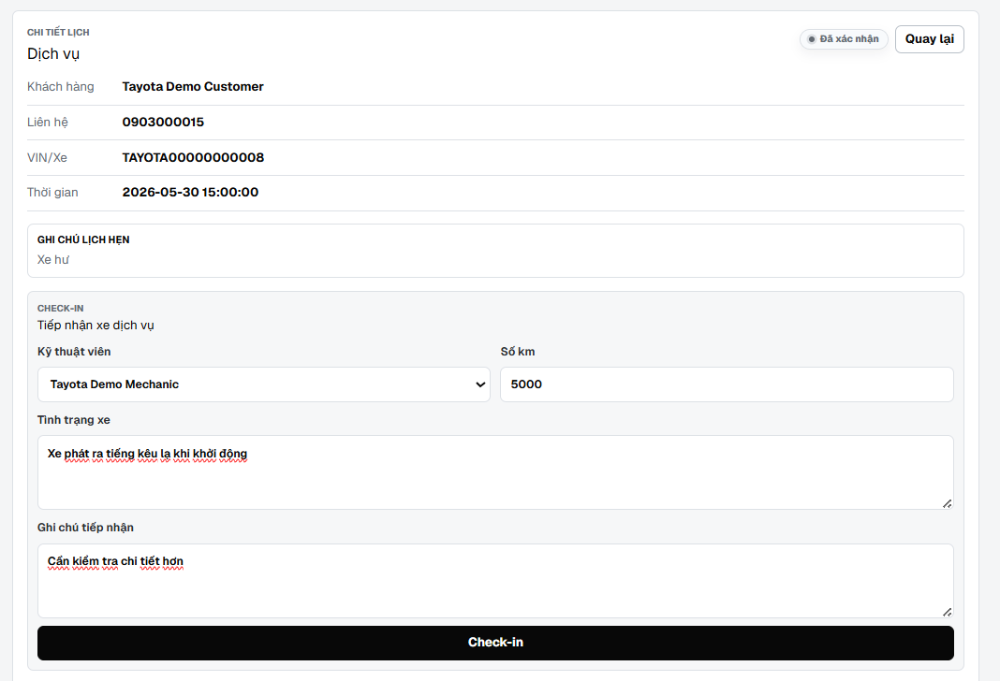 CHI TIẾT LỊCH
Dịch vụ
Đã xác nhận
Quay lại
Khách hàng Tayota Demo Customer
Liên hệ 0903000015
VIN/Xe TAYOTA00000000008
Thời gian 2026-05-30 15:00:00
GHI CHÚ LỊCH HẸN
Xe hư
CHECK-IN
Tiếp nhận xe dịch vụ
Kỹ thuật viên Số km
Tayota Demo Mechanic 5000
Tình trạng xe
Xe phát ra tiếng kêu lạ khi khởi động
Ghi chú tiếp nhận
Cần kiểm tra chi tiết hơn
Check-in